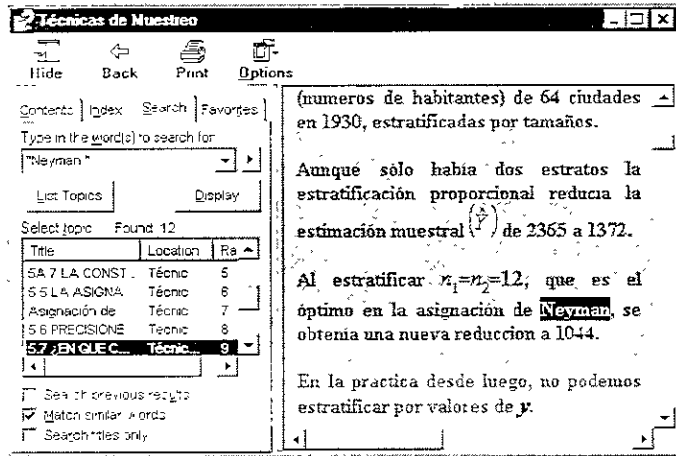 Técnicas de Muestreo
Hide Back Print Options
Contents Index Search Favorites
Type in the word(s) to search for
"Neyman "
List Topics Display
Select topic Found 12
Title Location Ra
5A 7 LA CONST . Técnic 5
5 5 LA ASIGNA Técnic 6
Asignación de Técnic 7
5 6 PRECISIONE Técnic 8
5.7 ¿EN QUE C... Técnic... 9
Search previous results
Match similar words
Search titles only
(numeros de habitantes) de 64 ciudades
en 1930, estratificadas por tamaños.
Aunque sólo había dos estratos la
estratificación proporcional reducia la
estimación muestral de 2365 a 1372.
Al estratificar n₁=n₂=12, que es el
óptimo en la asignación de Neyman, se
obtenía una nueva reduccion a 1044.
En la practica desde luego, no podemos
estratificar por valores de y.